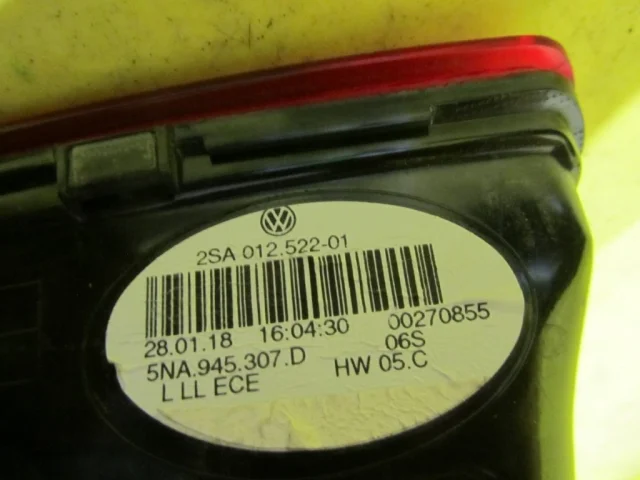 VW
2SA 012.522-01
28.01.18 16:04:30 00270855
5NA.945.307.D 06S
L LL ECE HW 05.C